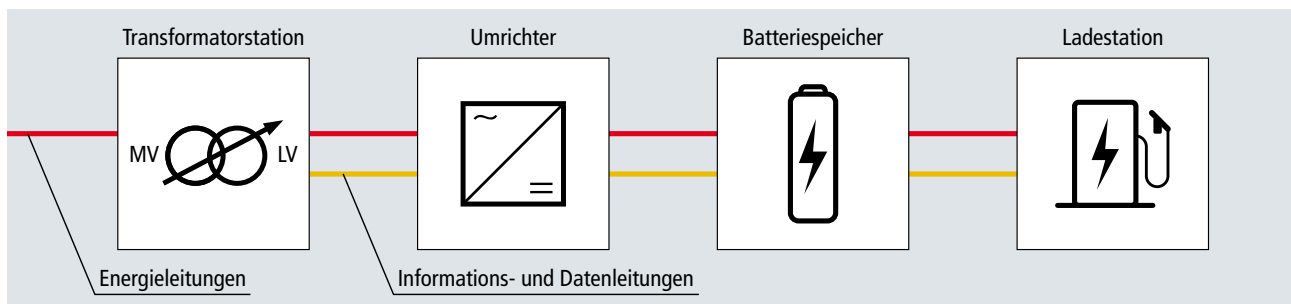 Transformatorstation
Umrichter
Batteriespeicher
Ladestation
MV
LV
Energieleitungen
Informations- und Datenleitungen